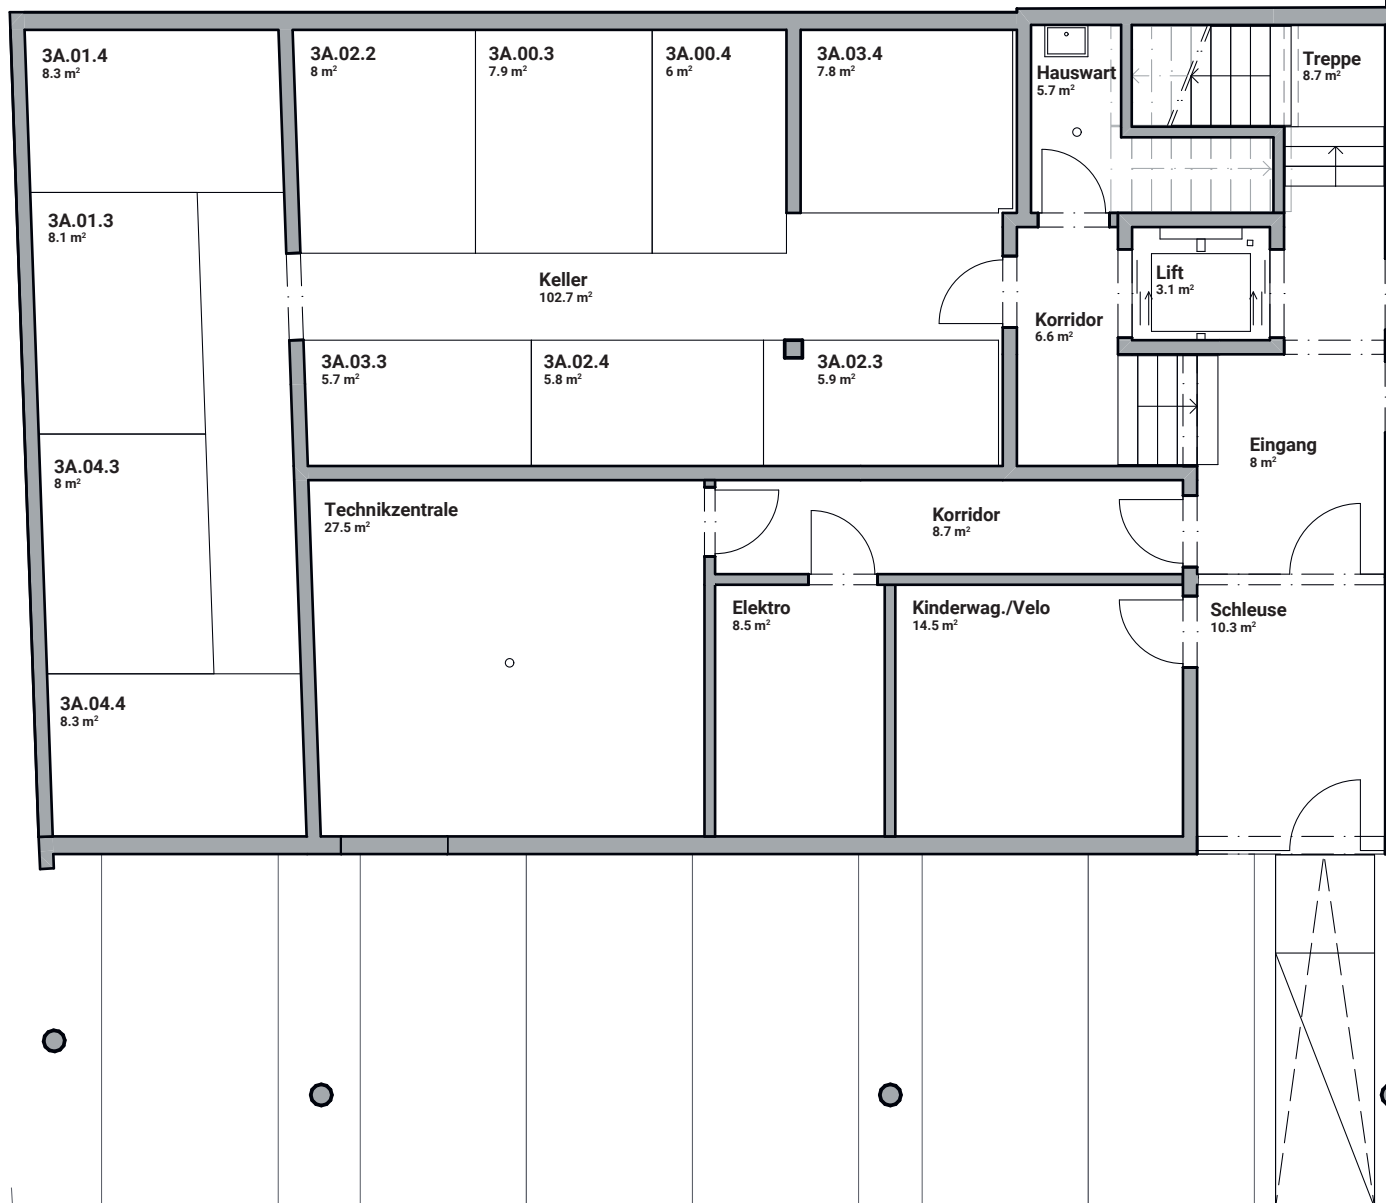 3A.01.4
8.3 m²
3A.02.2
8 m²
3A.00.3
7.9 m²
3A.00.4
6 m²
3A.03.4
7.8 m²
Hauswart
5.7 m²
Treppe
8.7 m²
3A.01.3
8.1 m²
Keller
102.7 m²
Lift
3.1 m²
Korridor
6.6 m²
3A.03.3
5.7 m²
3A.02.4
5.8 m²
3A.02.3
5.9 m²
3A.04.3
8 m²
Eingang
8 m²
Technikzentrale
27.5 m²
Korridor
8.7 m²
Elektro
8.5 m²
Kinderwag./Velo
14.5 m²
Schleuse
10.3 m²
3A.04.4
8.3 m²